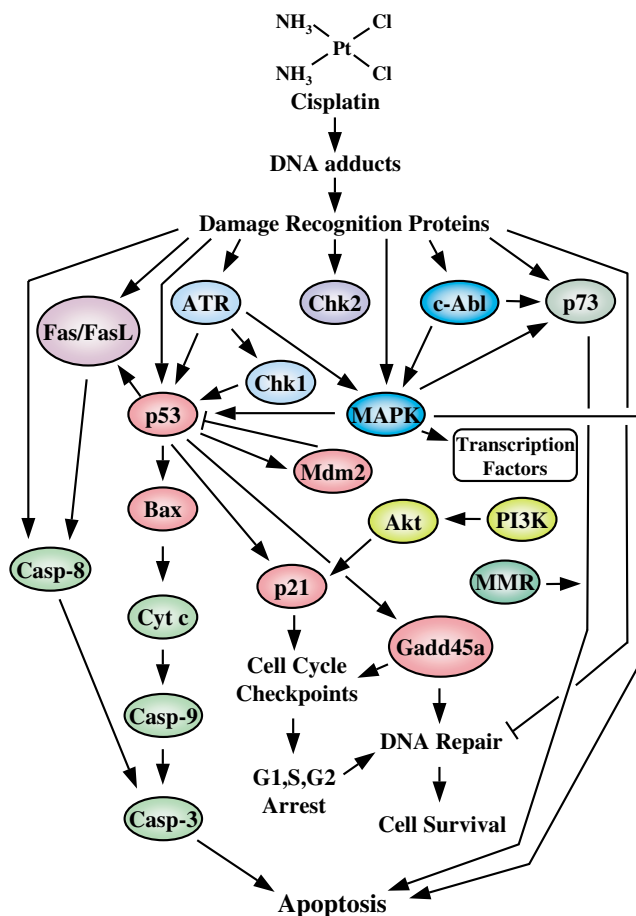 NH3 Cl
Pt
NH3 Cl
Cisplatin
DNA adducts
Damage Recognition Proteins
ATR
Chk2
c-Abl
p73
Fas/FasL
Chk1
p53
MAPK
Transcription
Factors
Mdm2
Bax
Akt
PI3K
Casp-8
p21
MMR
Cyt c
Gadd45a
Cell Cycle
Checkpoints
Casp-9
DNA Repair
G1,S,G2
Arrest
Casp-3
Cell Survival
Apoptosis